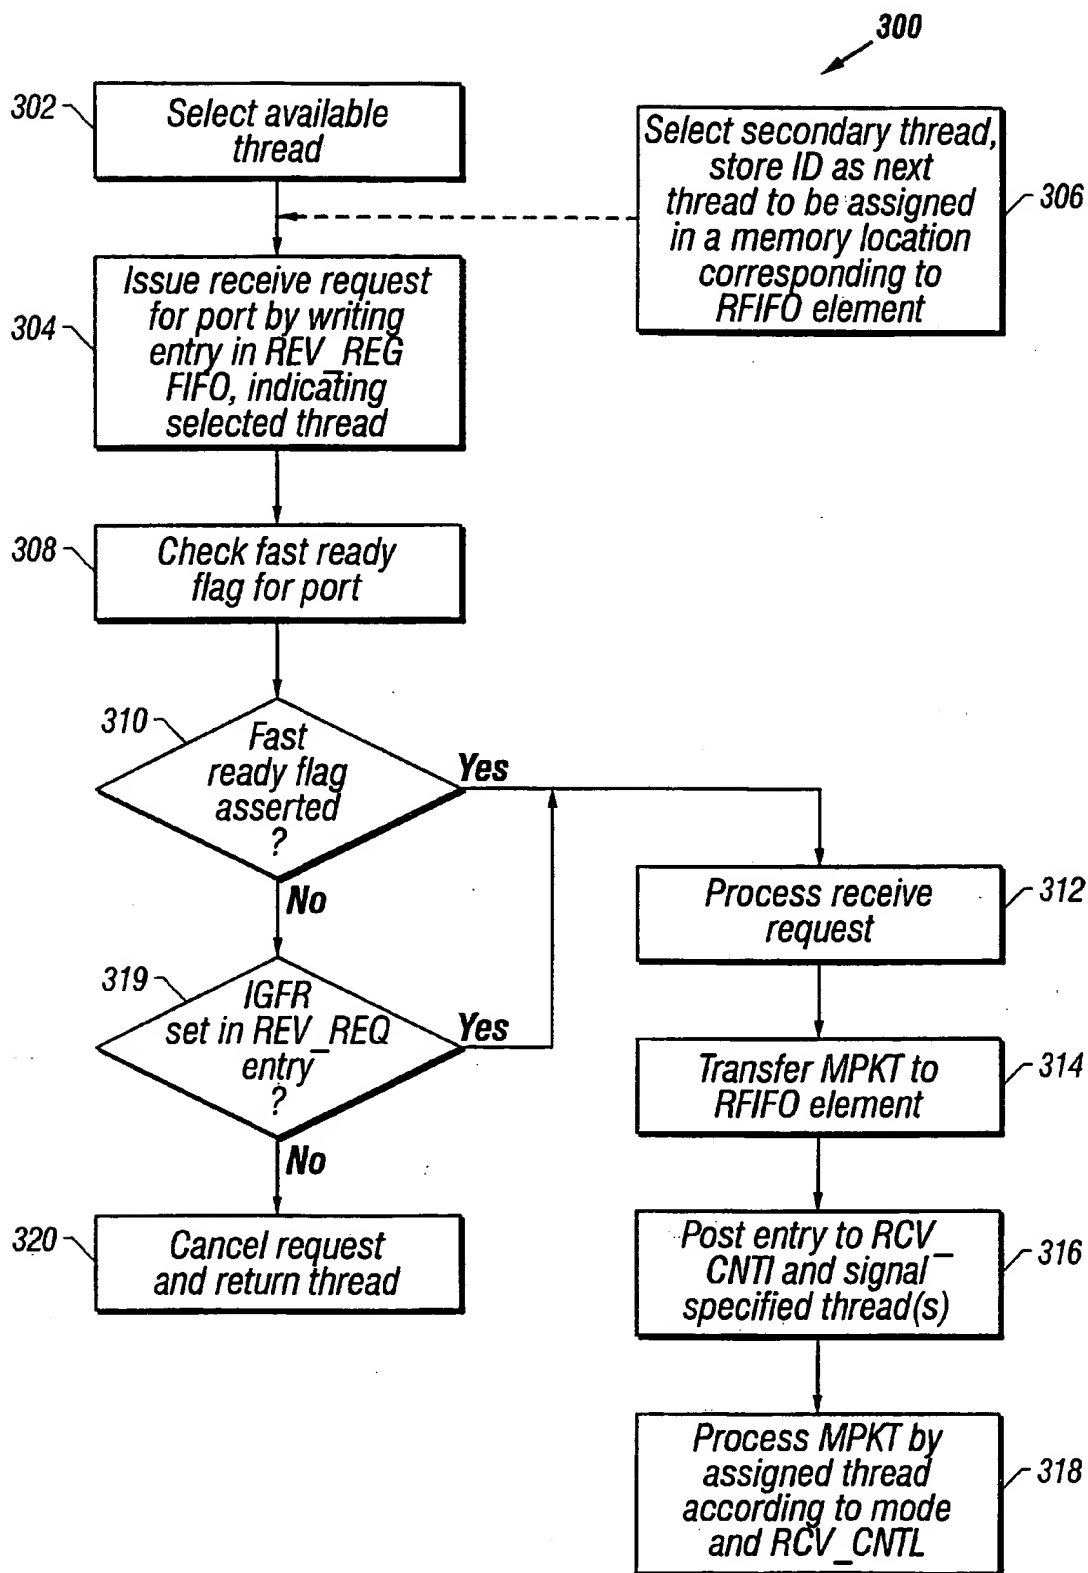 300
302
Select available
thread
Select secondary thread,
store ID as next
thread to be assigned
in a memory location
corresponding to
RFIFO element
306
304
Issue receive request
for port by writing
entry in REV_REG
FIFO, indicating
selected thread
308
Check fast ready
flag for port
310
Fast
ready flag
asserted
?
Yes
No
312
Process receive
request
319
IGFR
set in REV_REQ
entry
?
Yes
No
314
Transfer MPKT to
RFIFO element
320
Cancel request
and return thread
316
Post entry to RCV_
CNTl and signal
specified thread(s)
318
Process MPKT by
assigned thread
according to mode
and RCV_CNTL